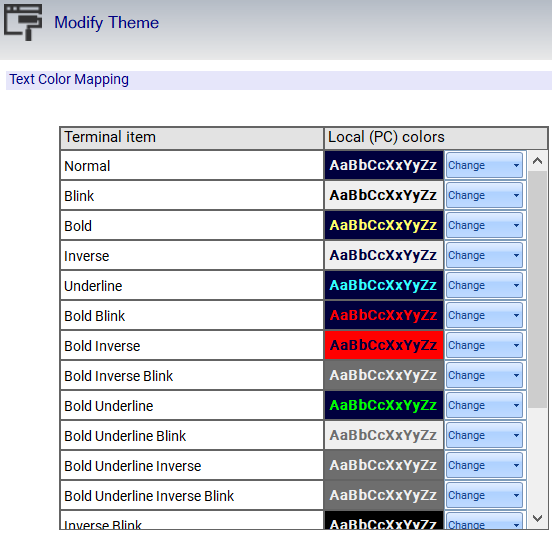 Modify Theme
Text Color Mapping
Terminal item Local (PC) colors
Normal AaBbCcXxYyZz Change
Blink AaBbCcXxYyZz Change
Bold AaBbCcXxYyZz Change
Inverse AaBbCcXxYyZz Change
Underline AaBbCcXxYyZz Change
Bold Blink AaBbCcXxYyZz Change
Bold Inverse AaBbCcXxYyZz Change
Bold Inverse Blink AaBbCcXxYyZz Change
Bold Underline AaBbCcXxYyZz Change
Bold Underline Blink AaBbCcXxYyZz Change
Bold Underline Inverse AaBbCcXxYyZz Change
Bold Underline Inverse Blink AaBbCcXxYyZz Change
Inverse Blink AaBbCcXxYyZz Change